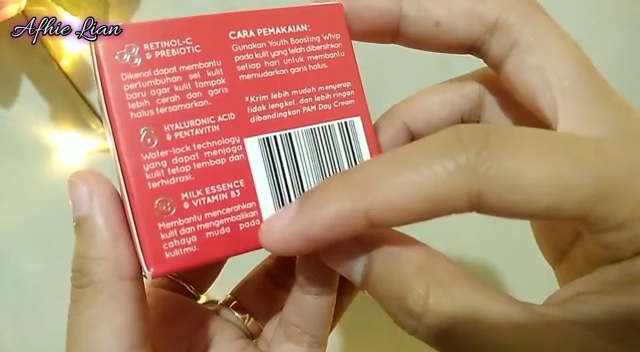 Afhie Lian
RETINOL-C
& PREBIOTIC
Dikenal dapat membantu
pertumbuhan sel kulit
baru agar kulit tampak
lebih cerah dan garis
halus tersamarkan.
HYALURONIC ACID
& PENTAVITIN
Water-lock technology
yang dapat menjaga
kulit tetap lembap dan
terhidrasi.
MILK ESSENCE
& VITAMIN B3
Membantu mencerahkan
kulit dan mengembalikan
cahaya muda pada
kulitmu.
CARA PEMAKAIAN:
Gunakan Youth Boosting Whip
pada kulit yang telah dibersihkan
setiap hari untuk membantu
memudarkan garis halus.
*Krim lebih mudah menyerap
tidak lengket, dan lebih ringan
dibandingkan PAM Day Cream